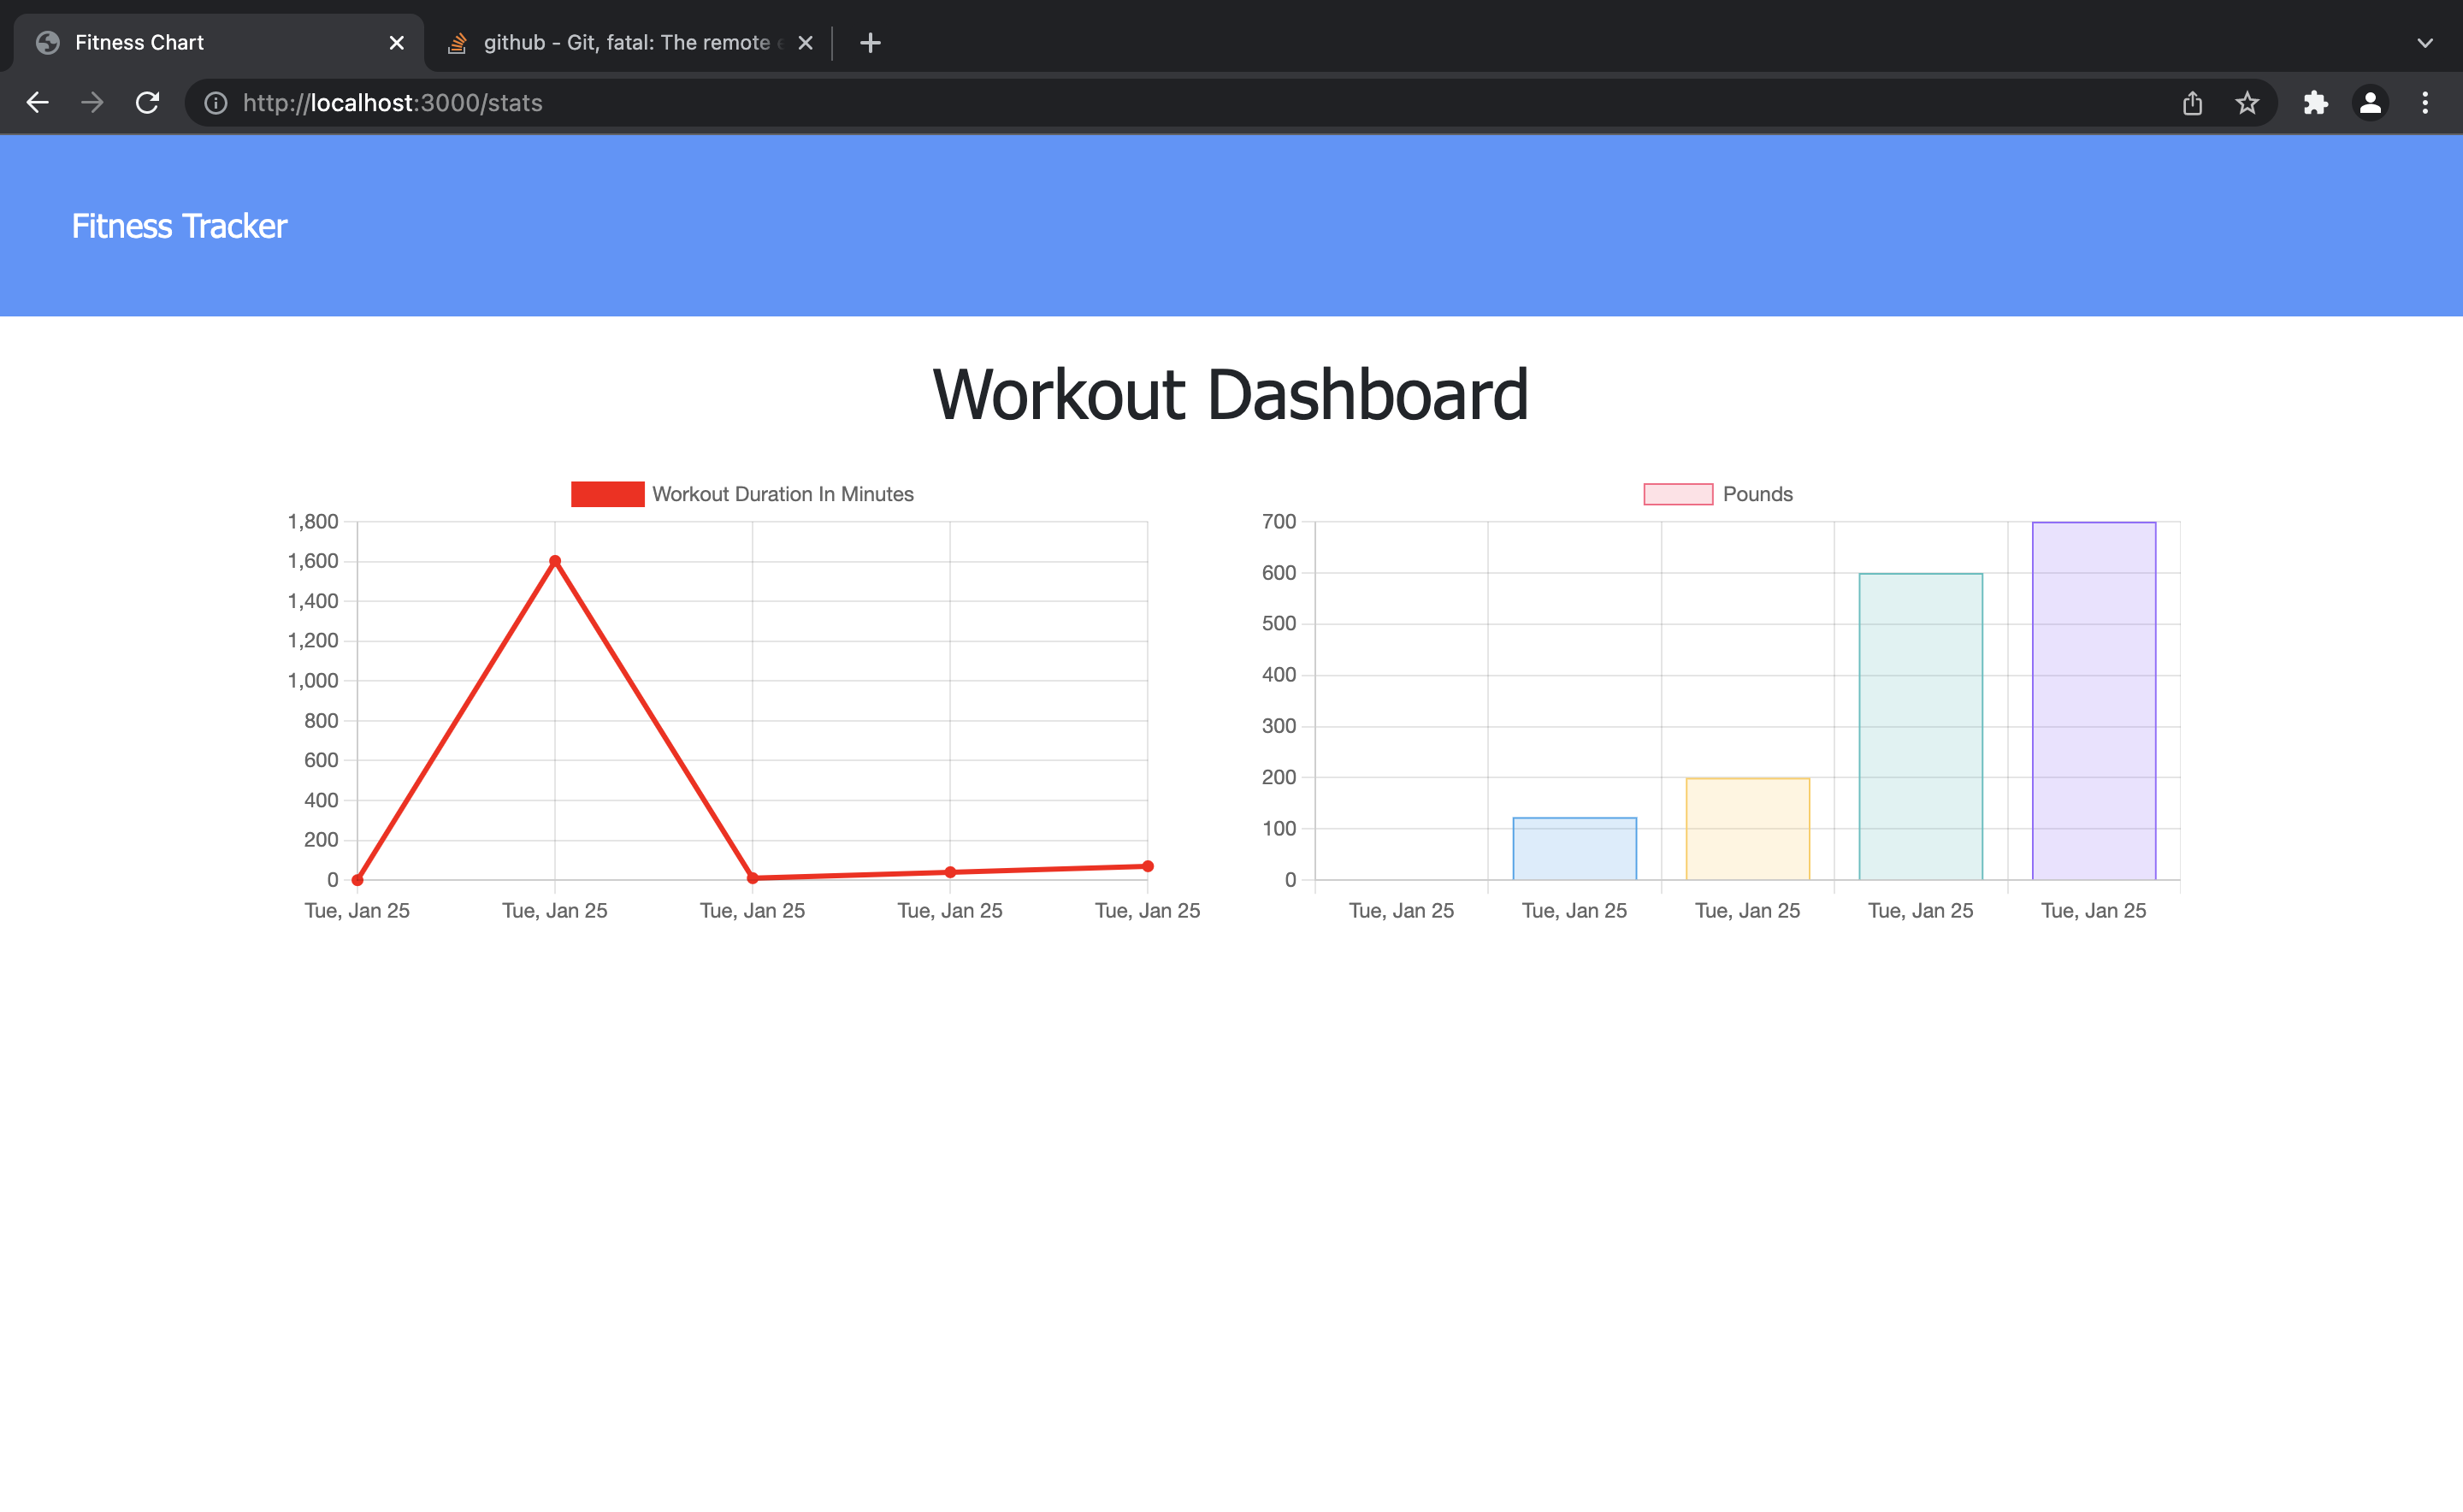 Fitness Chart
github - Git, fatal: The remote
http://localhost:3000/stats
Fitness Tracker
Workout Dashboard
Workout Duration In Minutes
1,800
1,600
1,400
1,200
1,000
800
600
400
200
0
Tue, Jan 25 Tue, Jan 25 Tue, Jan 25 Tue, Jan 25 Tue, Jan 25
Pounds
700
600
500
400
300
200
100
0
Tue, Jan 25 Tue, Jan 25 Tue, Jan 25 Tue, Jan 25 Tue, Jan 25